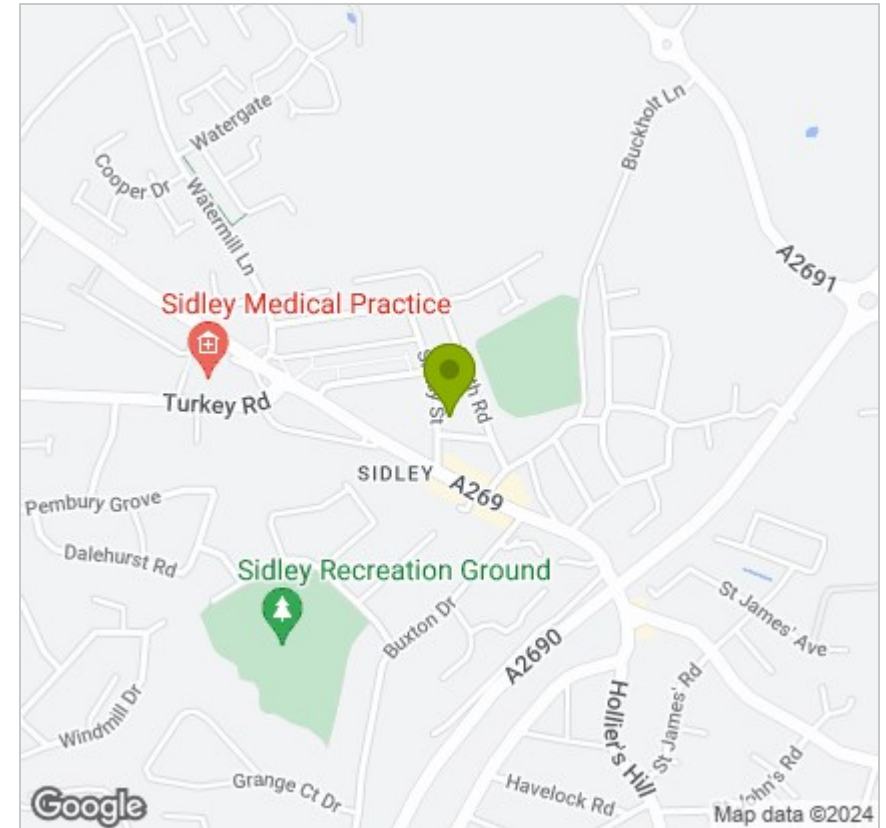 Watergate
Cooper Dr
Watermill Ln
Buckholt Ln
A2691
Sidley Medical Practice
Turkey Rd
SIDLEY
A269
Pembury Grove
Dalehurst Rd
Sidley Recreation Ground
Buxton Dr
A2690
St James' Ave
St James' Rd
Hollier's Hill
Windmill Dr
Grange Ct Dr
Havelock Rd
Google
Map data ©2024